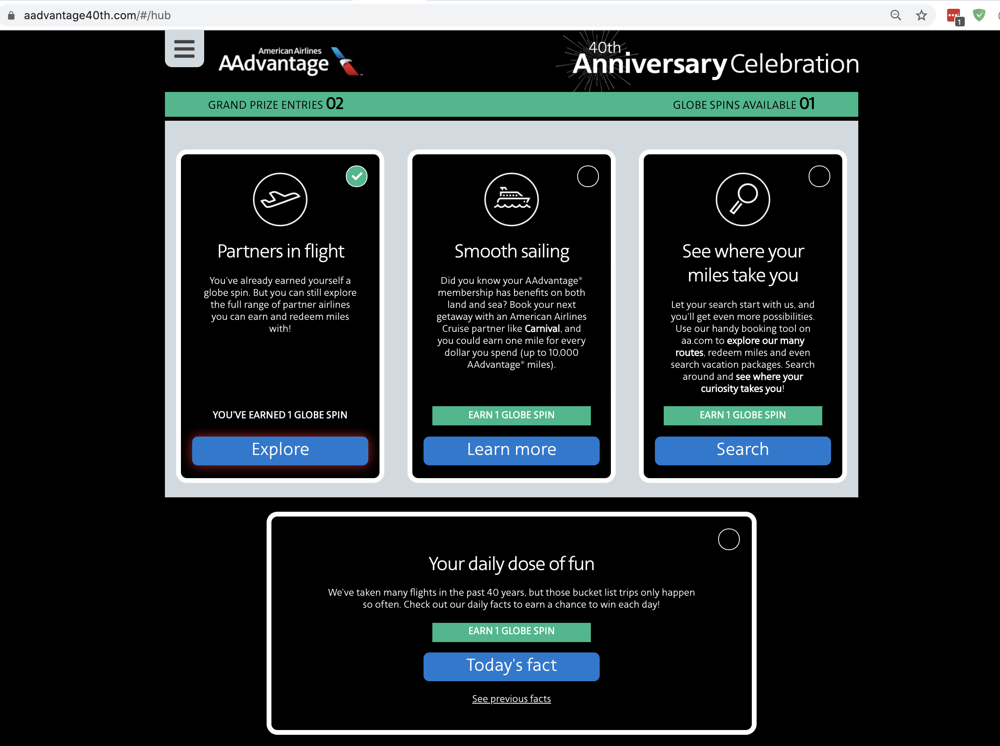 aadvantage40th.com/#/hub
1
American Airlines
AAdvantage
40th
Anniversary Celebration
GRAND PRIZE ENTRIES 02
GLOBE SPINS AVAILABLE 01
Partners in flight
You've already earned yourself a
globe spin. But you can still explore
the full range of partner airlines
you can earn and redeem miles
with!
YOU'VE EARNED 1 GLOBE SPIN
Explore
Smooth sailing
Did you know your AAdvantage®
membership has benefits on both
land and sea? Book your next
getaway with an American Airlines
Cruise partner like Carnival, and
you could earn one mile for every
dollar you spend (up to 10,000
AAdvantage® miles).
EARN 1 GLOBE SPIN
Learn more
See where your
miles take you
Let your search start with us, and
you'll get even more possibilities.
Use our handy booking tool on
aa.com to explore our many
routes, redeem miles and even
search vacation packages. Search
around and see where your
curiosity takes you!
EARN 1 GLOBE SPIN
Search
Your daily dose of fun
We've taken many flights in the past 40 years, but those bucket list trips only happen
so often. Check out our daily facts to earn a chance to win each day!
EARN 1 GLOBE SPIN
Today's fact
See previous facts